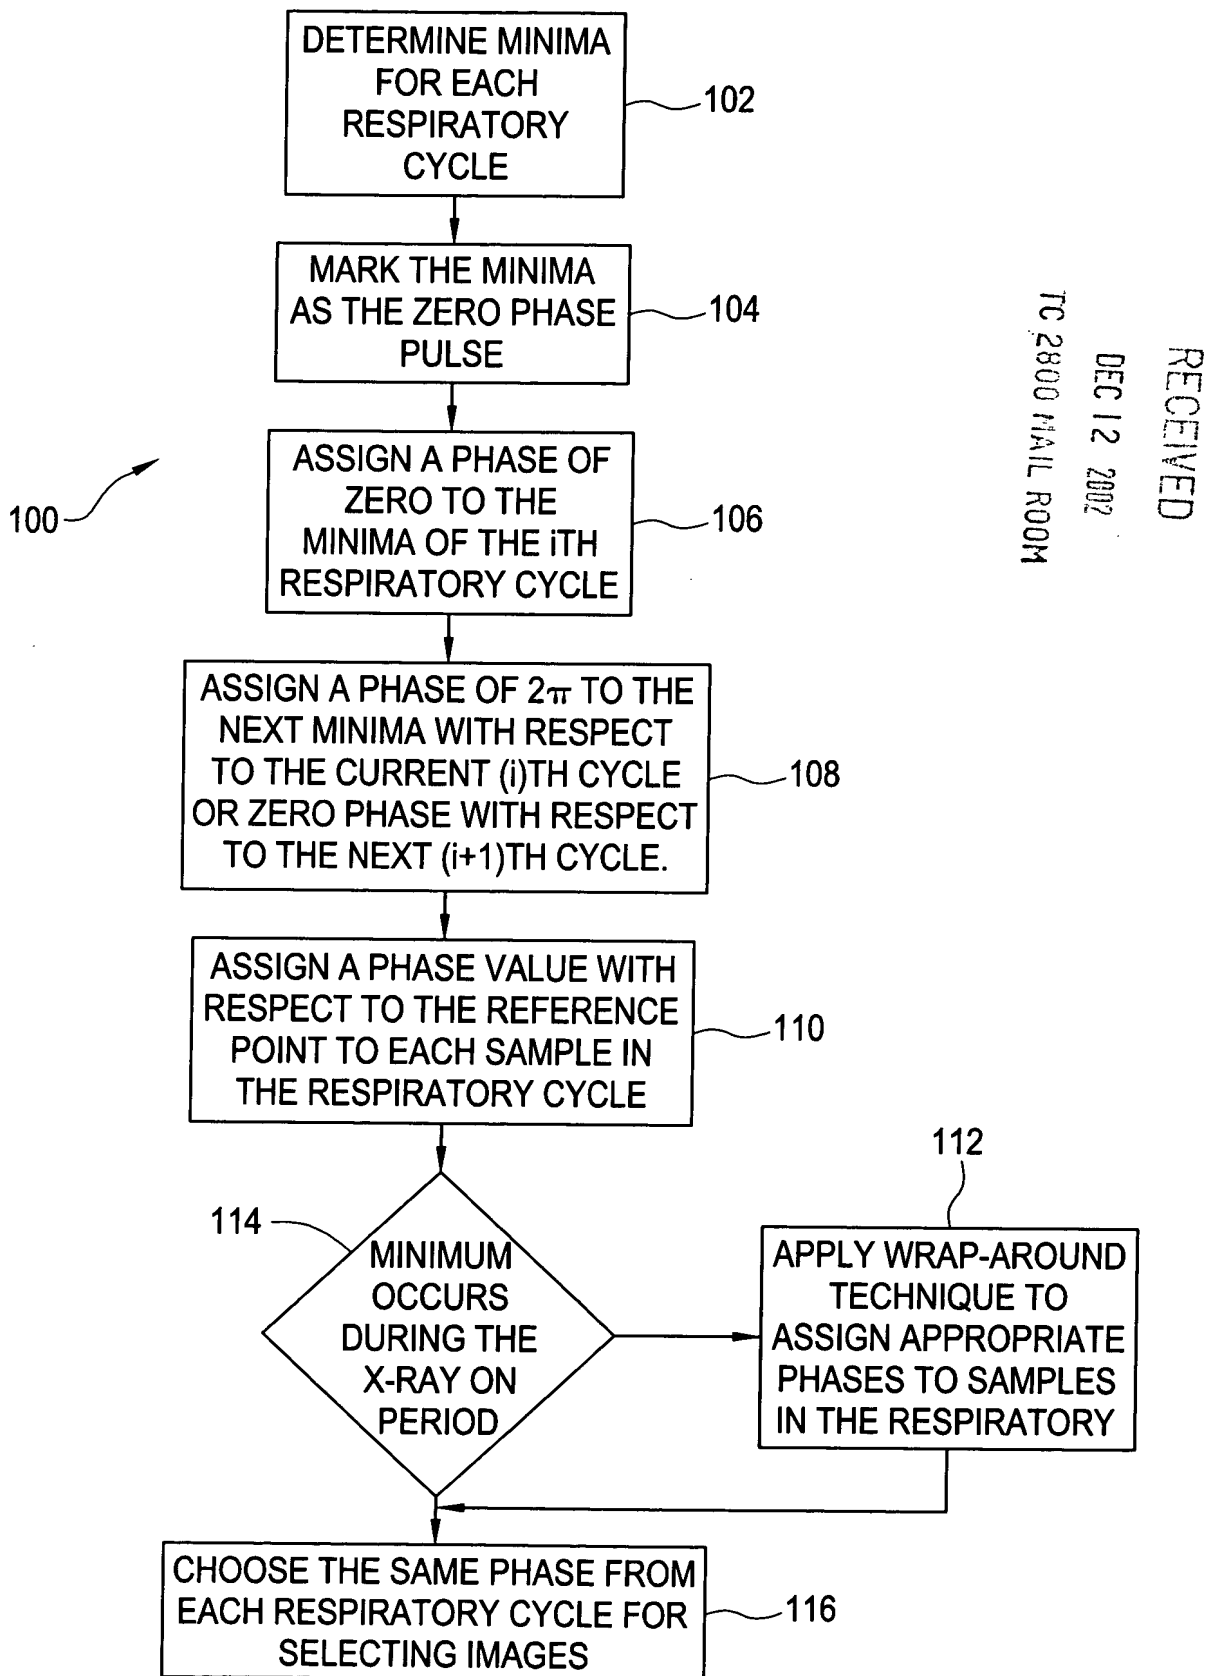 DETERMINE MINIMA
FOR EACH
RESPIRATORY
CYCLE
102
MARK THE MINIMA
AS THE ZERO PHASE
PULSE
104
ASSIGN A PHASE OF
ZERO TO THE
MINIMA OF THE iTH
RESPIRATORY CYCLE
106
100
ASSIGN A PHASE OF 2π TO THE
NEXT MINIMA WITH RESPECT
TO THE CURRENT (i)TH CYCLE
OR ZERO PHASE WITH RESPECT
TO THE NEXT (i+1)TH CYCLE.
108
ASSIGN A PHASE VALUE WITH
RESPECT TO THE REFERENCE
POINT TO EACH SAMPLE IN
THE RESPIRATORY CYCLE
110
114
MINIMUM
OCCURS
DURING THE
X-RAY ON
PERIOD
112
APPLY WRAP-AROUND
TECHNIQUE TO
ASSIGN APPROPRIATE
PHASES TO SAMPLES
IN THE RESPIRATORY
CHOOSE THE SAME PHASE FROM
EACH RESPIRATORY CYCLE FOR
SELECTING IMAGES
116
RECEIVED
DEC 12 2002
TC 2800 MAIL ROOM